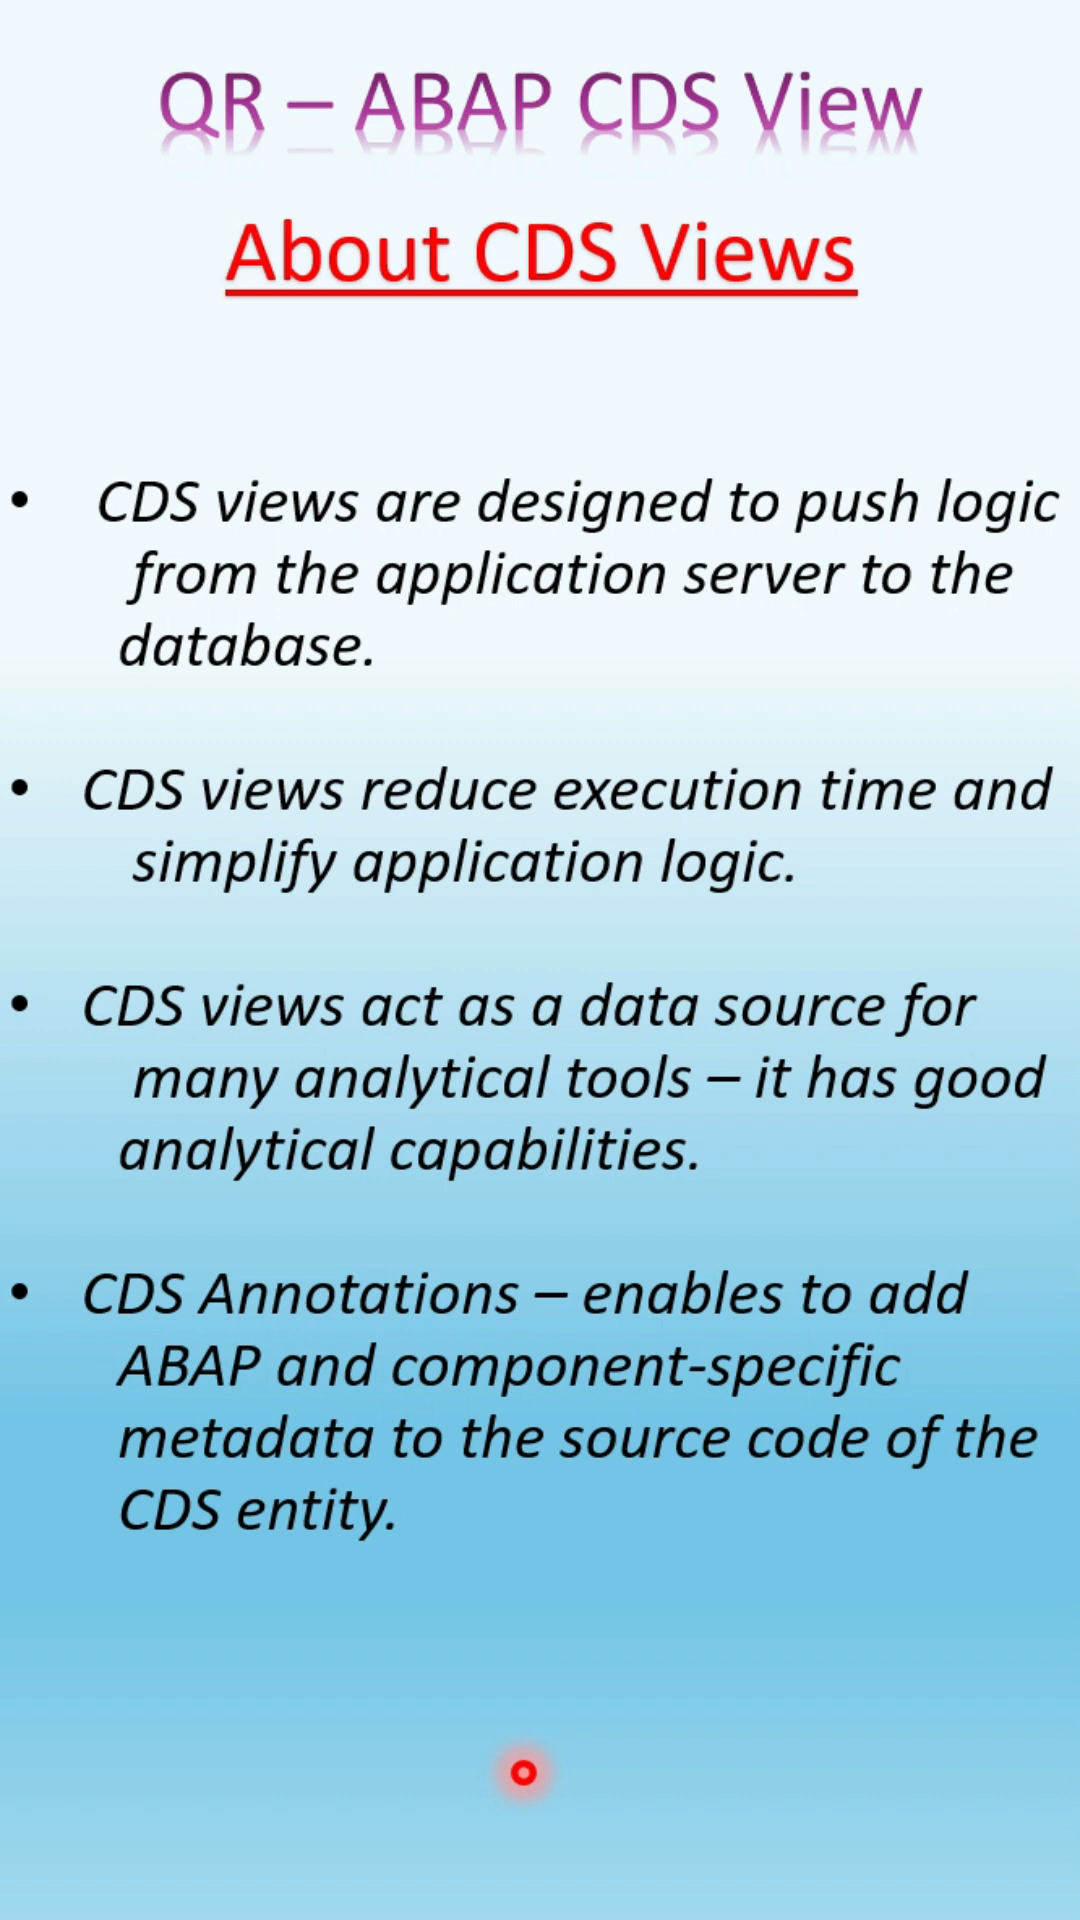 QR – ABAP CDS View
About CDS Views
• CDS views are designed to push logic
from the application server to the
database.
• CDS views reduce execution time and
simplify application logic.
• CDS views act as a data source for
many analytical tools – it has good
analytical capabilities.
• CDS Annotations – enables to add
ABAP and component-specific
metadata to the source code of the
CDS entity.